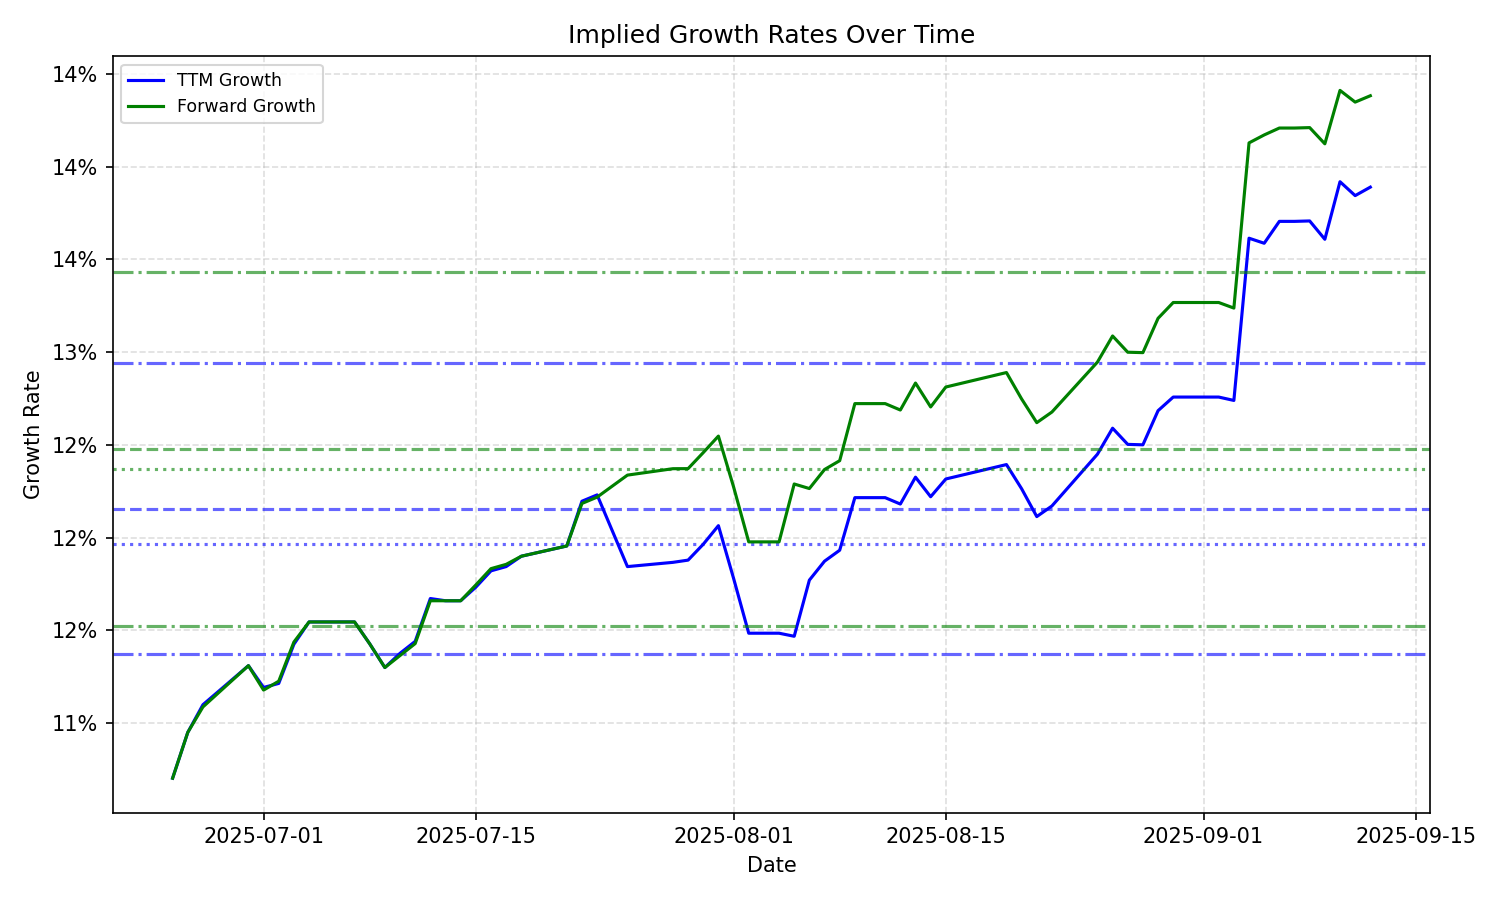 Implied Growth Rates Over Time
TTM Growth
Forward Growth
14%
14%
14%
13%
12%
12%
12%
11%
Growth Rate
2025-07-01
2025-07-15
2025-08-01
2025-08-15
2025-09-01
2025-09-15
Date